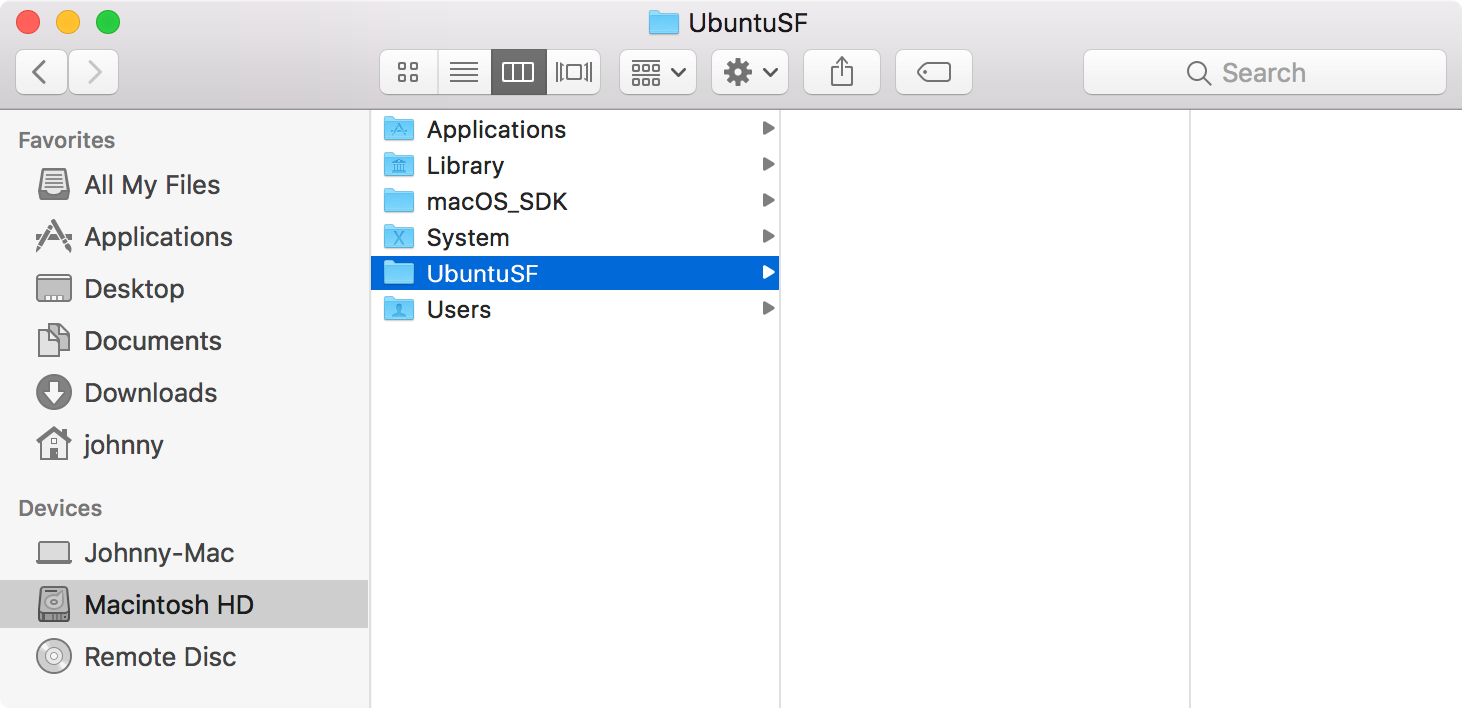 UbuntuSF
Search
Favorites
All My Files
Applications
Desktop
Documents
Downloads
johnny
Devices
Johnny-Mac
Macintosh HD
Remote Disc
Applications
Library
macOS_SDK
System
UbuntuSF
Users